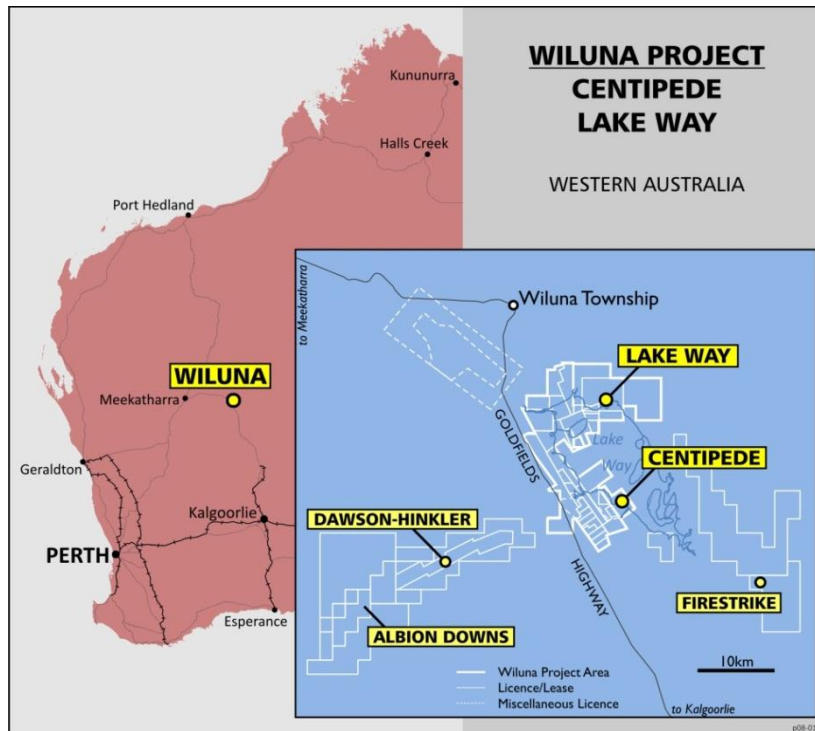 WILUNA PROJECT
CENTIPEDE
LAKE WAY
WESTERN AUSTRALIA
Kununurra
Halls Creek
Port Hedland
WILUNA
Meekatharra
Geraldton
Kalgoorlie
PERTH
Esperance
to Meekatharra
Wiluna Township
LAKE WAY
GOLDFIELDS
Lake
Way
CENTIPEDE
DAWSON-HINKLER
HIGHWAY
FIRESTRIKE
ALBION DOWNS
10km
Wiluna Project Area
Licence/Lease
Miscellaneous Licence
to Kalgoorlie